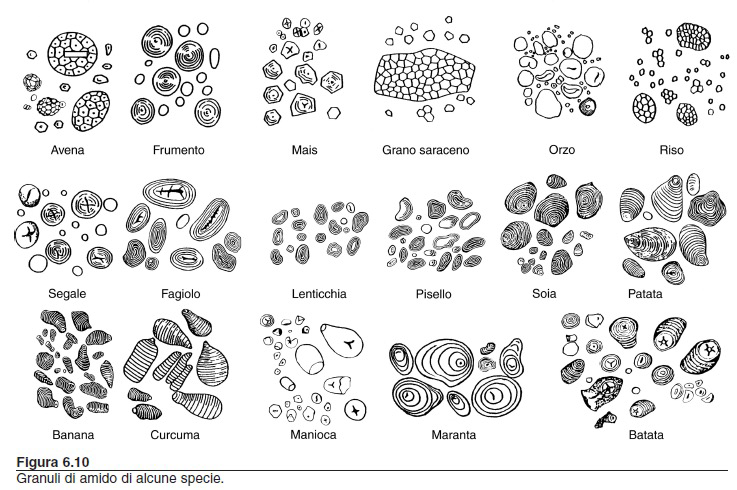 Avena Frumento Mais Grano saraceno Orzo Riso
Segale Fagiolo Lenticchia Pisello Soia Patata
Banana Curcuma Manioca Maranta Batata
Figura 6.10
Granuli di amido di alcune specie.